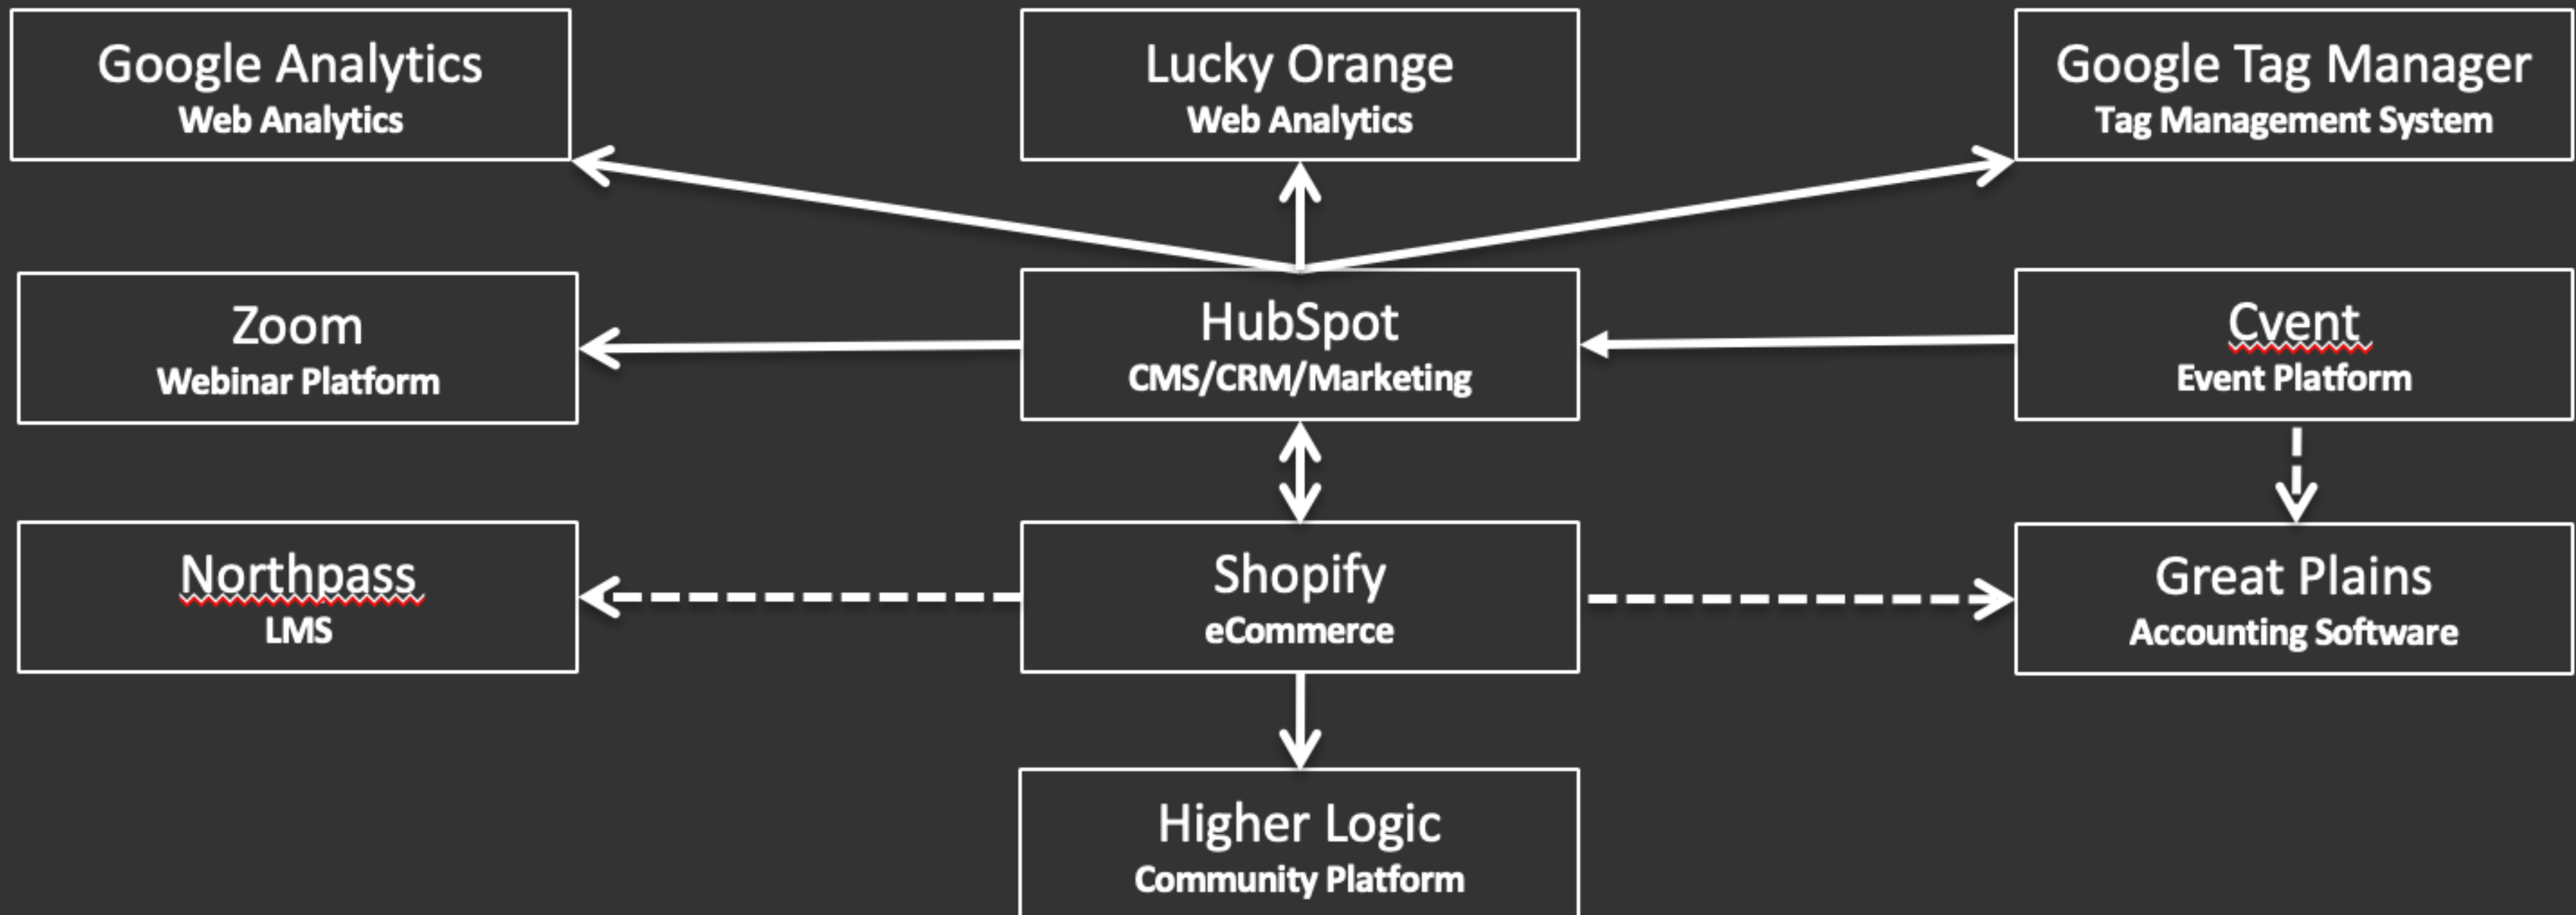 Google Analytics
Web Analytics
Lucky Orange
Web Analytics
Google Tag Manager
Tag Management System
Zoom
Webinar Platform
HubSpot
CMS/CRM/Marketing
Cvent
Event Platform
Northpass
LMS
Shopify
eCommerce
Great Plains
Accounting Software
Higher Logic
Community Platform